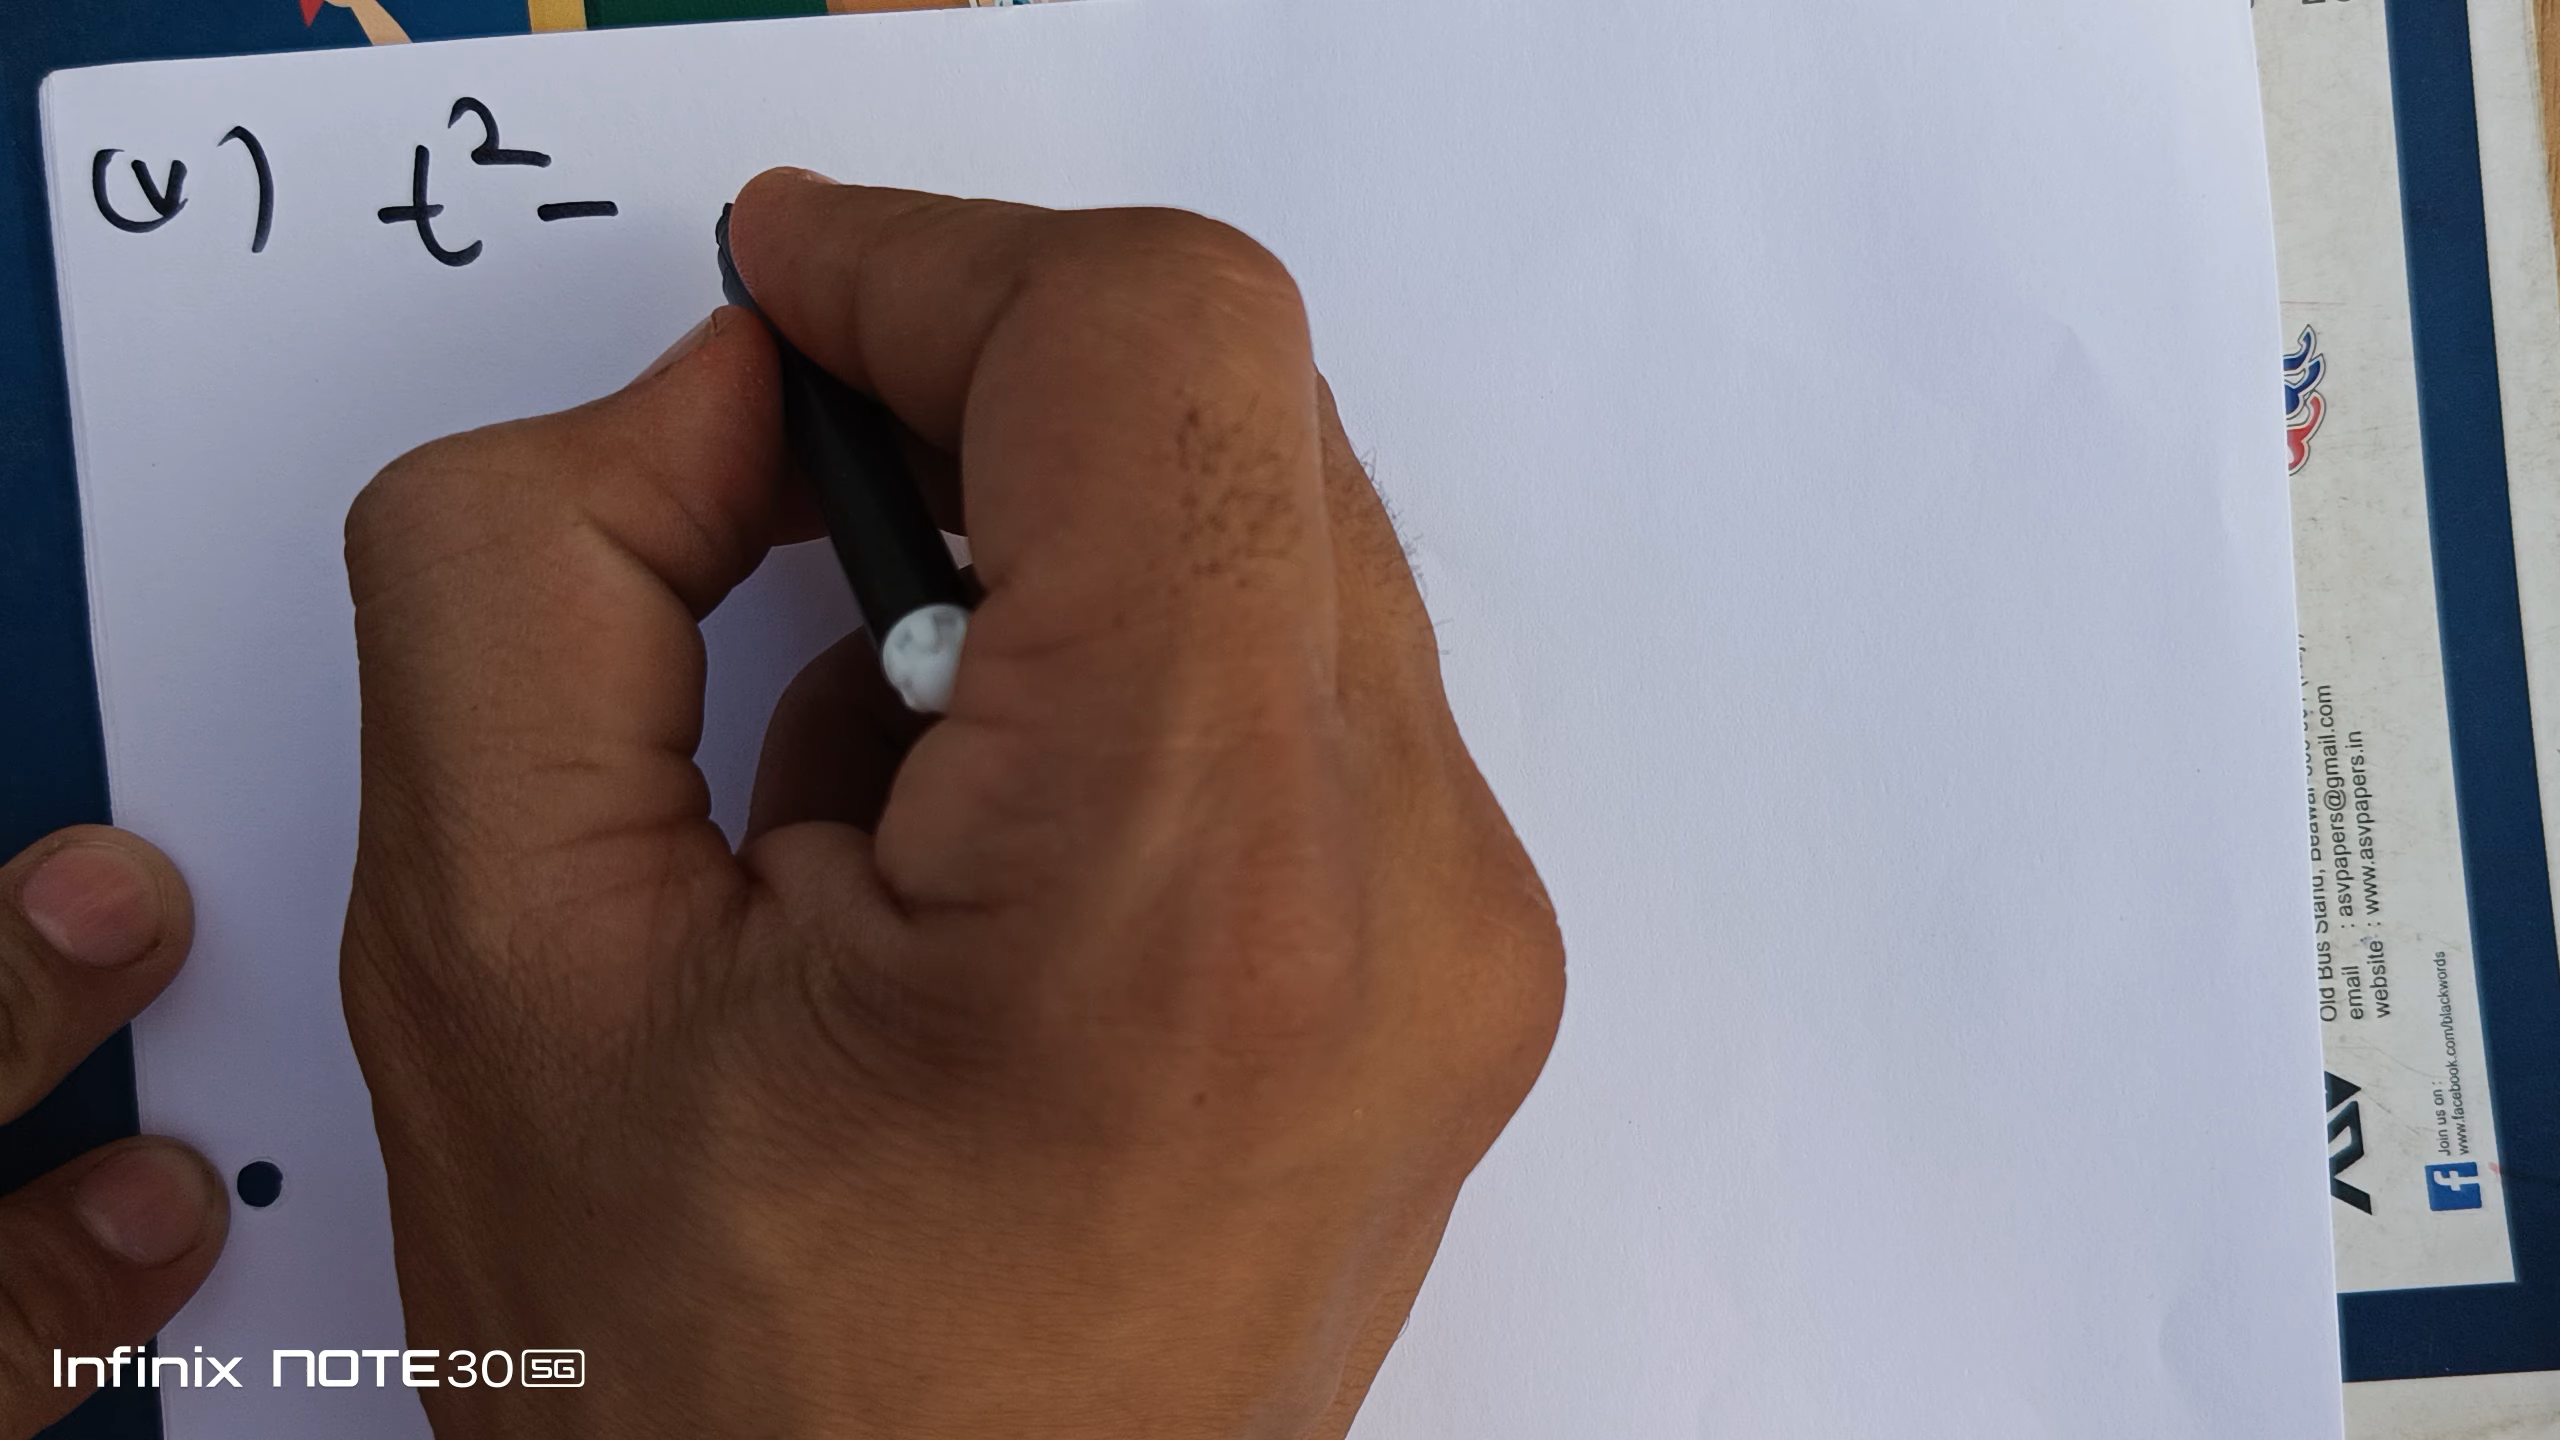 (v) t² -
Old Bus Stand,
email : asvpapers@gmail.com
website : www.asvpapers.in
ASV
Join us on :
www.facebook.com/blackwords
f
Infinix NOTE 30 5G